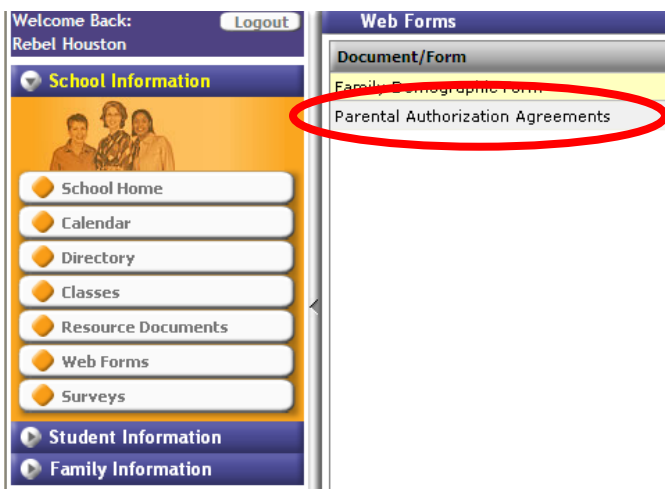 Welcome Back:
Logout
Rebel Houston
School Information
School Home
Calendar
Directory
Classes
Resource Documents
Web Forms
Surveys
Student Information
Family Information
Web Forms
Document/Form
Family Demographic Form
Parental Authorization Agreements